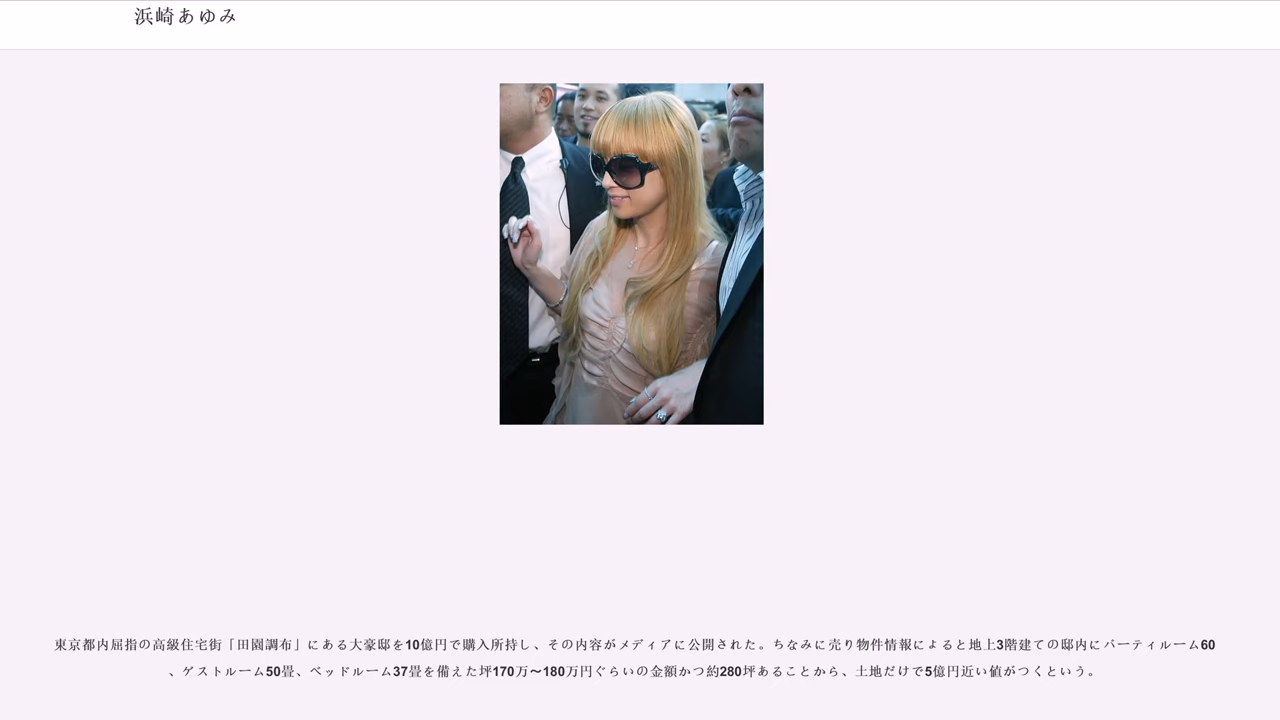 浜崎あゆみ
東京都内屈指の高級住宅街「田園調布」にある大豪邸を10億円で購入所持し、その内容がメディアに公開された。ちなみに売り物件情報によると地上3階建ての邸内にパーティルーム60
、ゲストルーム50畳、ベッドルーム37畳を備えた坪170万〜180万円ぐらいの金額かつ約280坪あることから、土地だけで5億円近い値がつくという。